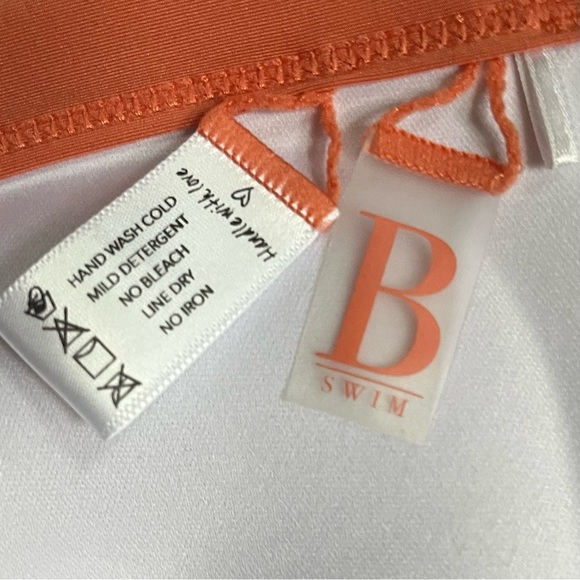 Handle with love
HAND WASH COLD
MILD DETERGENT
NO BLEACH
LINE DRY
NO IRON
B
SWIM